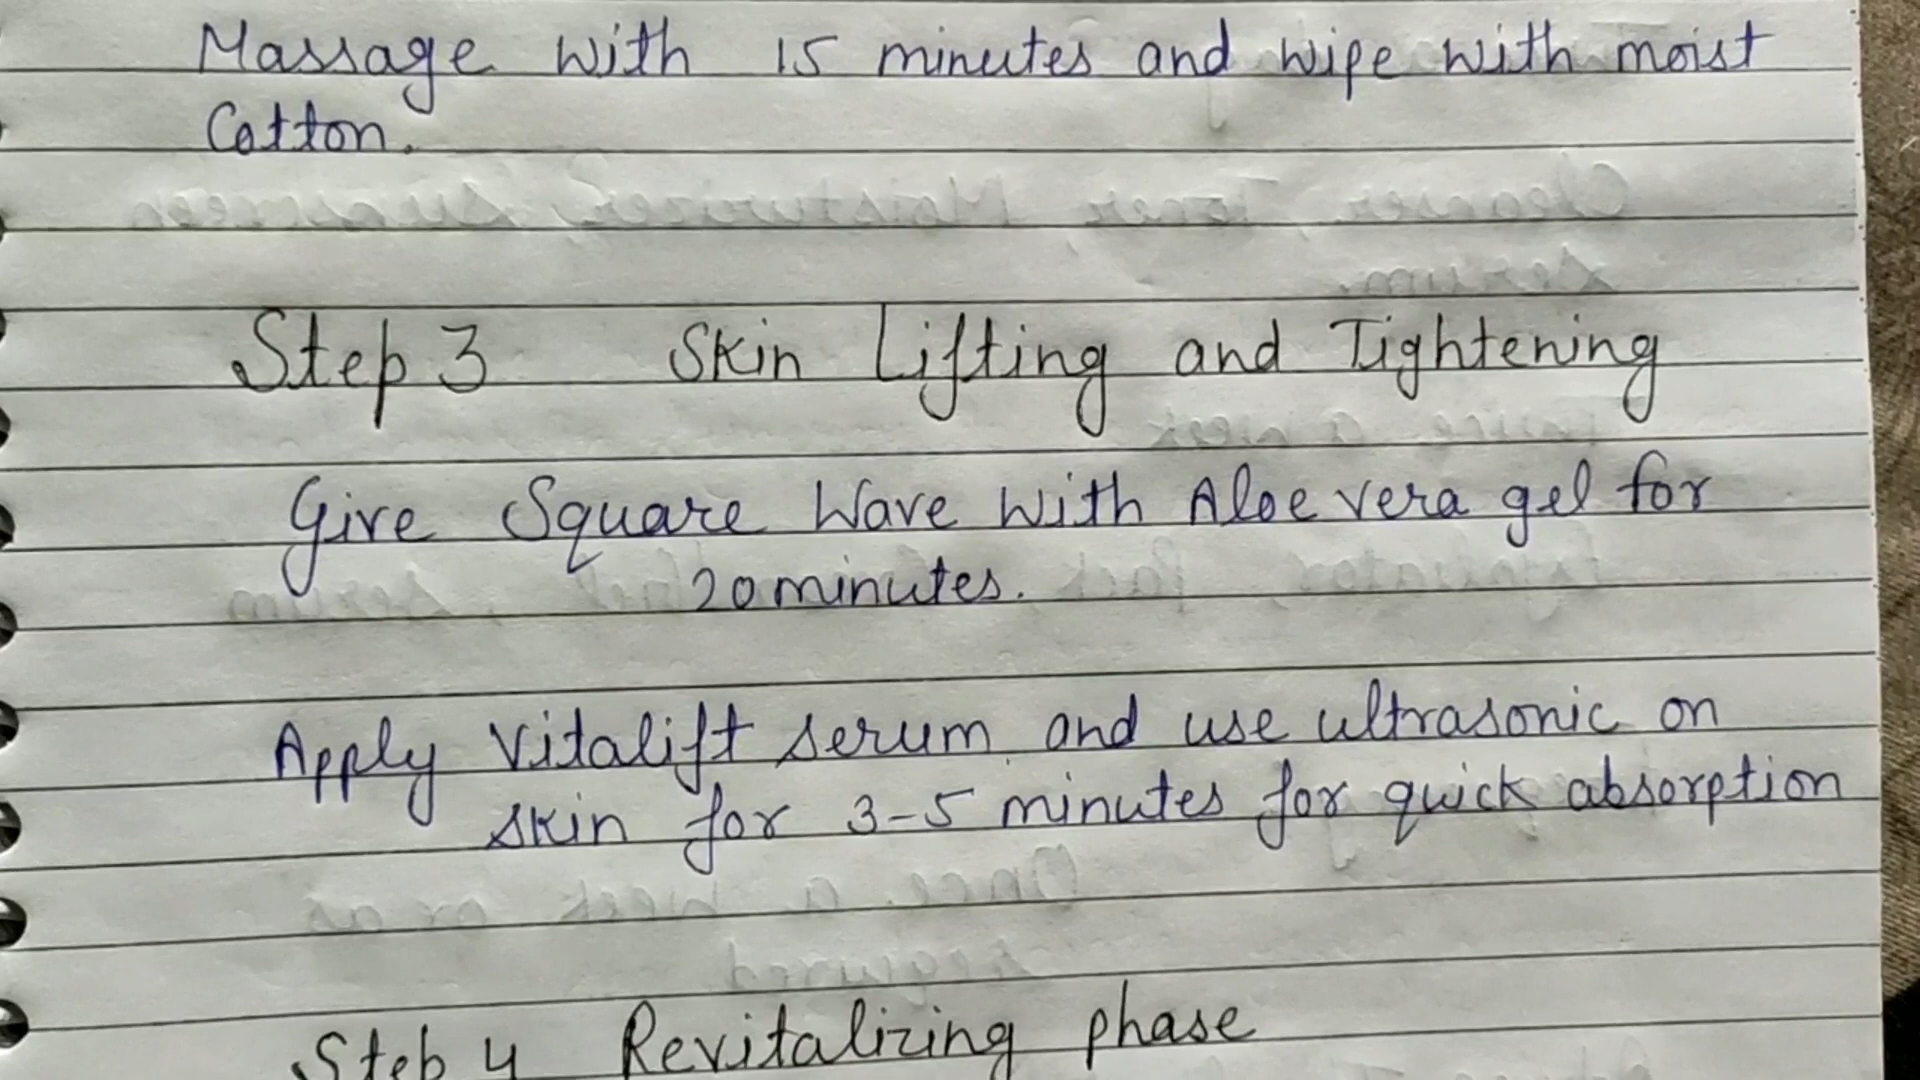 Massage with 15 minutes and wipe with moist
Cotton.
Step 3 Skin Lifting and Tightening
Give Square Wave with Aloe vera gel for
20 minutes.
Apply Vitalift serum and use ultrasonic on
skin for 3-5 minutes for quick absorption
Step 4 Revitalizing phase